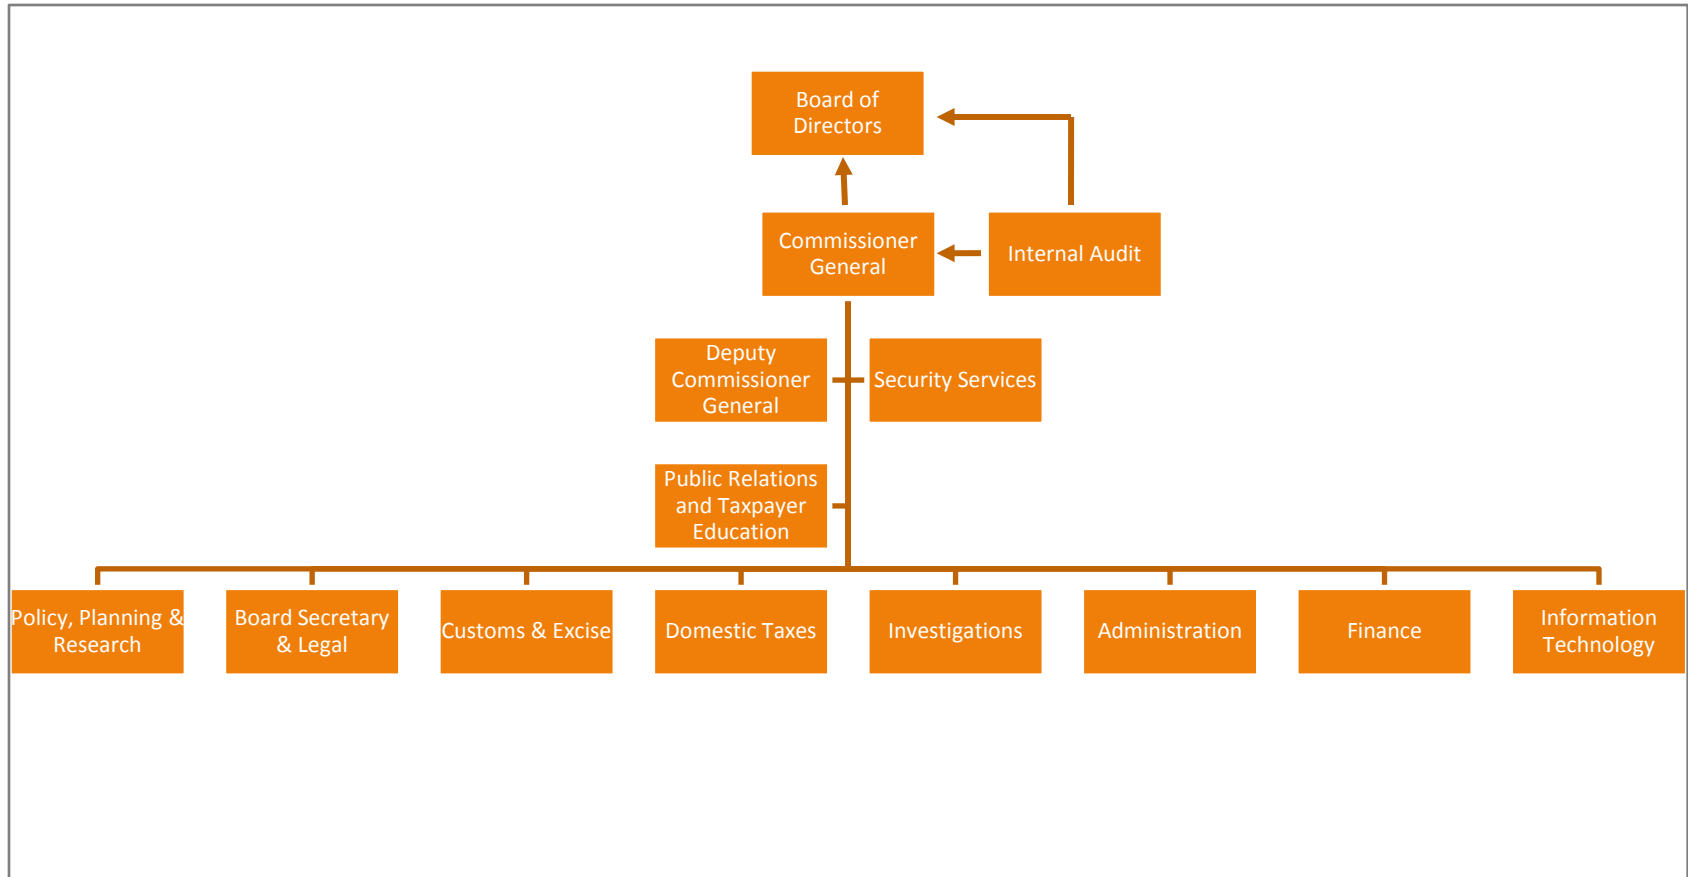 Board of
Directors
Commissioner
General
Internal Audit
Deputy
Commissioner
General
Security Services
Public Relations
and Taxpayer
Education
Policy, Planning &
Research
Board Secretary
& Legal
Customs & Excise
Domestic Taxes
Investigations
Administration
Finance
Information
Technology